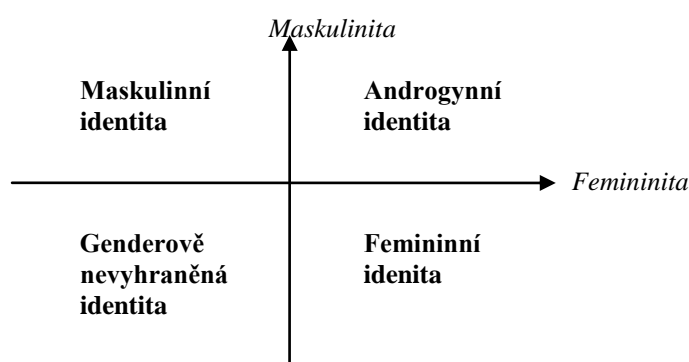 Maskulinita
Maskulinní
identita
Androgynní
identita
Femininita
Genderově
nevyhraněná
identita
Femininní
idenita